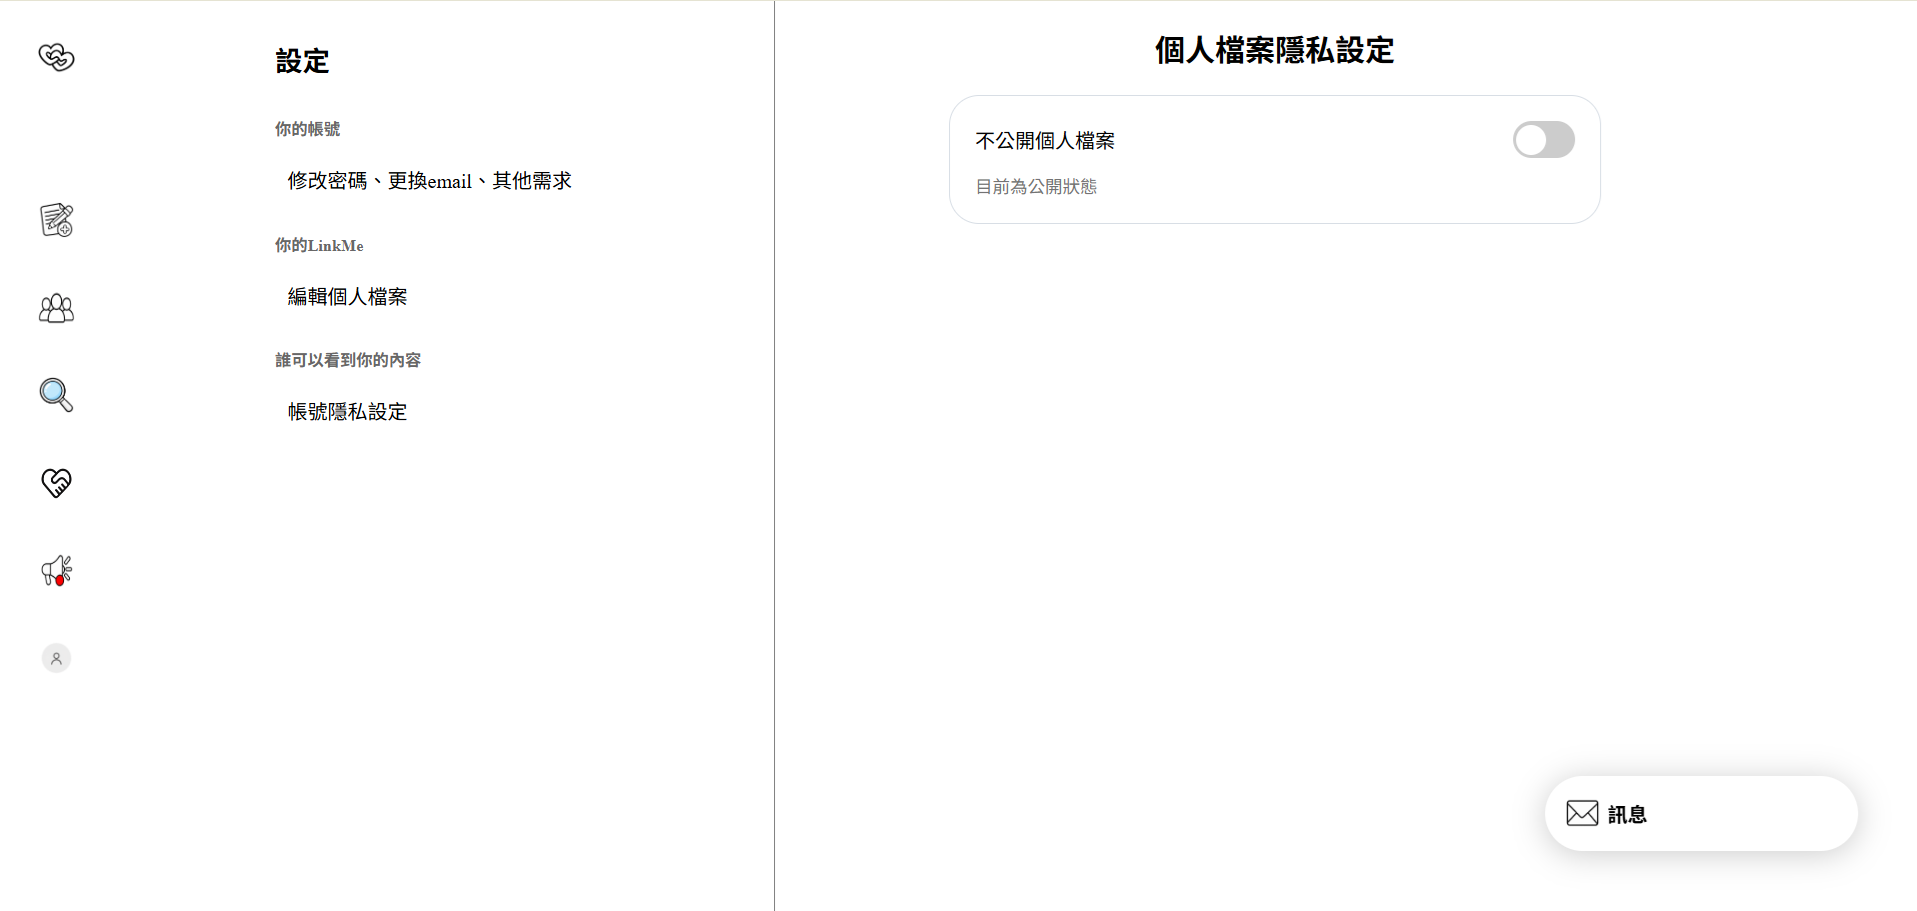 設定
你的帳號
修改密碼、更換email、其他需求
你的LinkMe
編輯個人檔案
誰可以看到你的內容
帳號隱私設定
個人檔案隱私設定
不公開個人檔案
目前為公開狀態
訊息